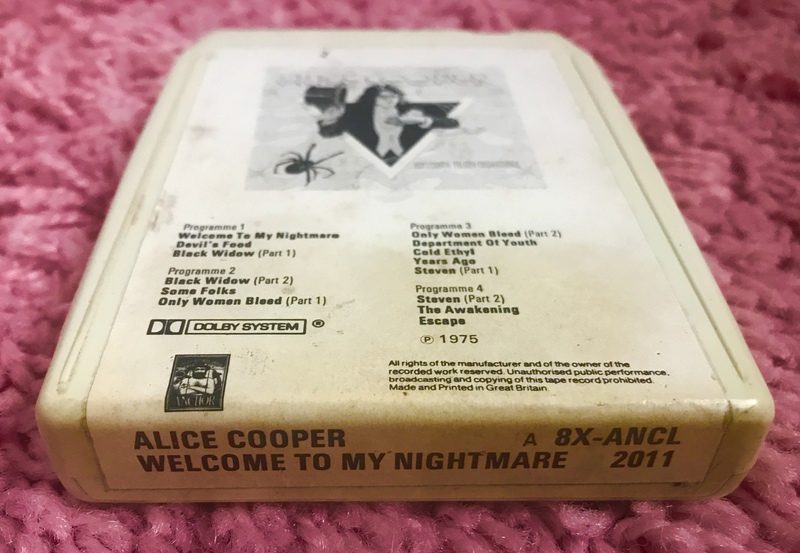 Programme 1
Welcome To My Nightmare
Devil's Food
Black Widow (Part 1)
Programme 2
Black Widow (Part 2)
Some Folks
Only Women Bleed (Part 1)
DOLBY SYSTEM ®
Programme 3
Only Women Bleed (Part 2)
Department Of Youth
Cold Ethyl
Years Ago
Steven (Part 1)
Programme 4
Steven (Part 2)
The Awakening
Escape
℗ 1975
ANCHOR
All rights of the manufacturer and of the owner of the
recorded work reserved. Unauthorised public performance,
broadcasting and copying of this tape record prohibited.
Made and Printed in Great Britain
ALICE COOPER A 8X-ANCL
WELCOME TO MY NIGHTMARE 2011